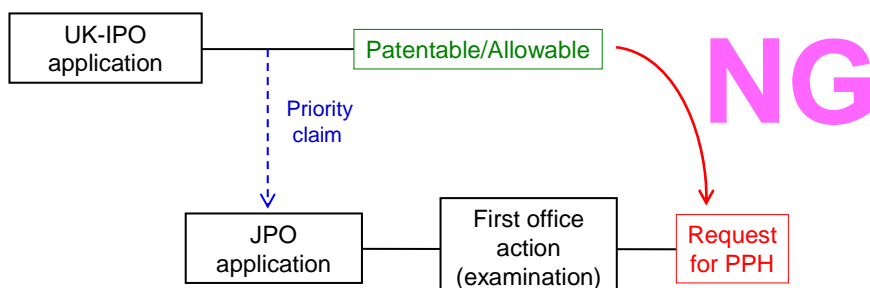 UK-IPO
application
Patentable/Allowable
NG
Priority
claim
JPO
application
First office
action
(examination)
Request
for PPH